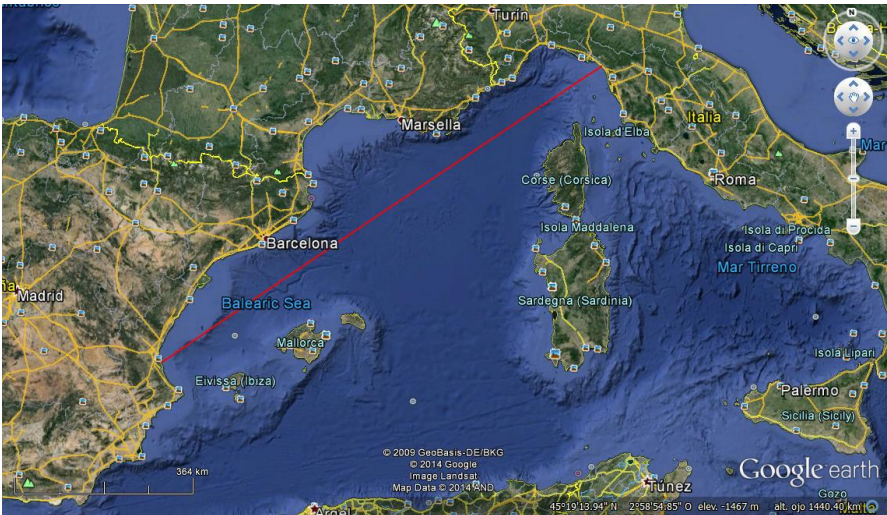 Turín
Marsella
Isola d'Elba
Italia
Mar
Corse (Corsica)
Roma
Isola Maddalena
Isola di Procida
Isola di Capri
Barcelona
Mar Tirreno
Madrid
Balearic Sea
Sardegna (Sardinia)
Mallorca
Isola Lipari
Eivissa (Ibiza)
Palermo
Sicilia (Sicily)
364 km
© 2009 GeoBasis-DE/BKG
© 2014 Google
Image Landsat
Map Data © 2014 AND
Google earth
Túnez
Gozo
Argel
45°19'13.94" N 2°58'54.85" O elev. -1467 m alt. ojo 1440.40 km